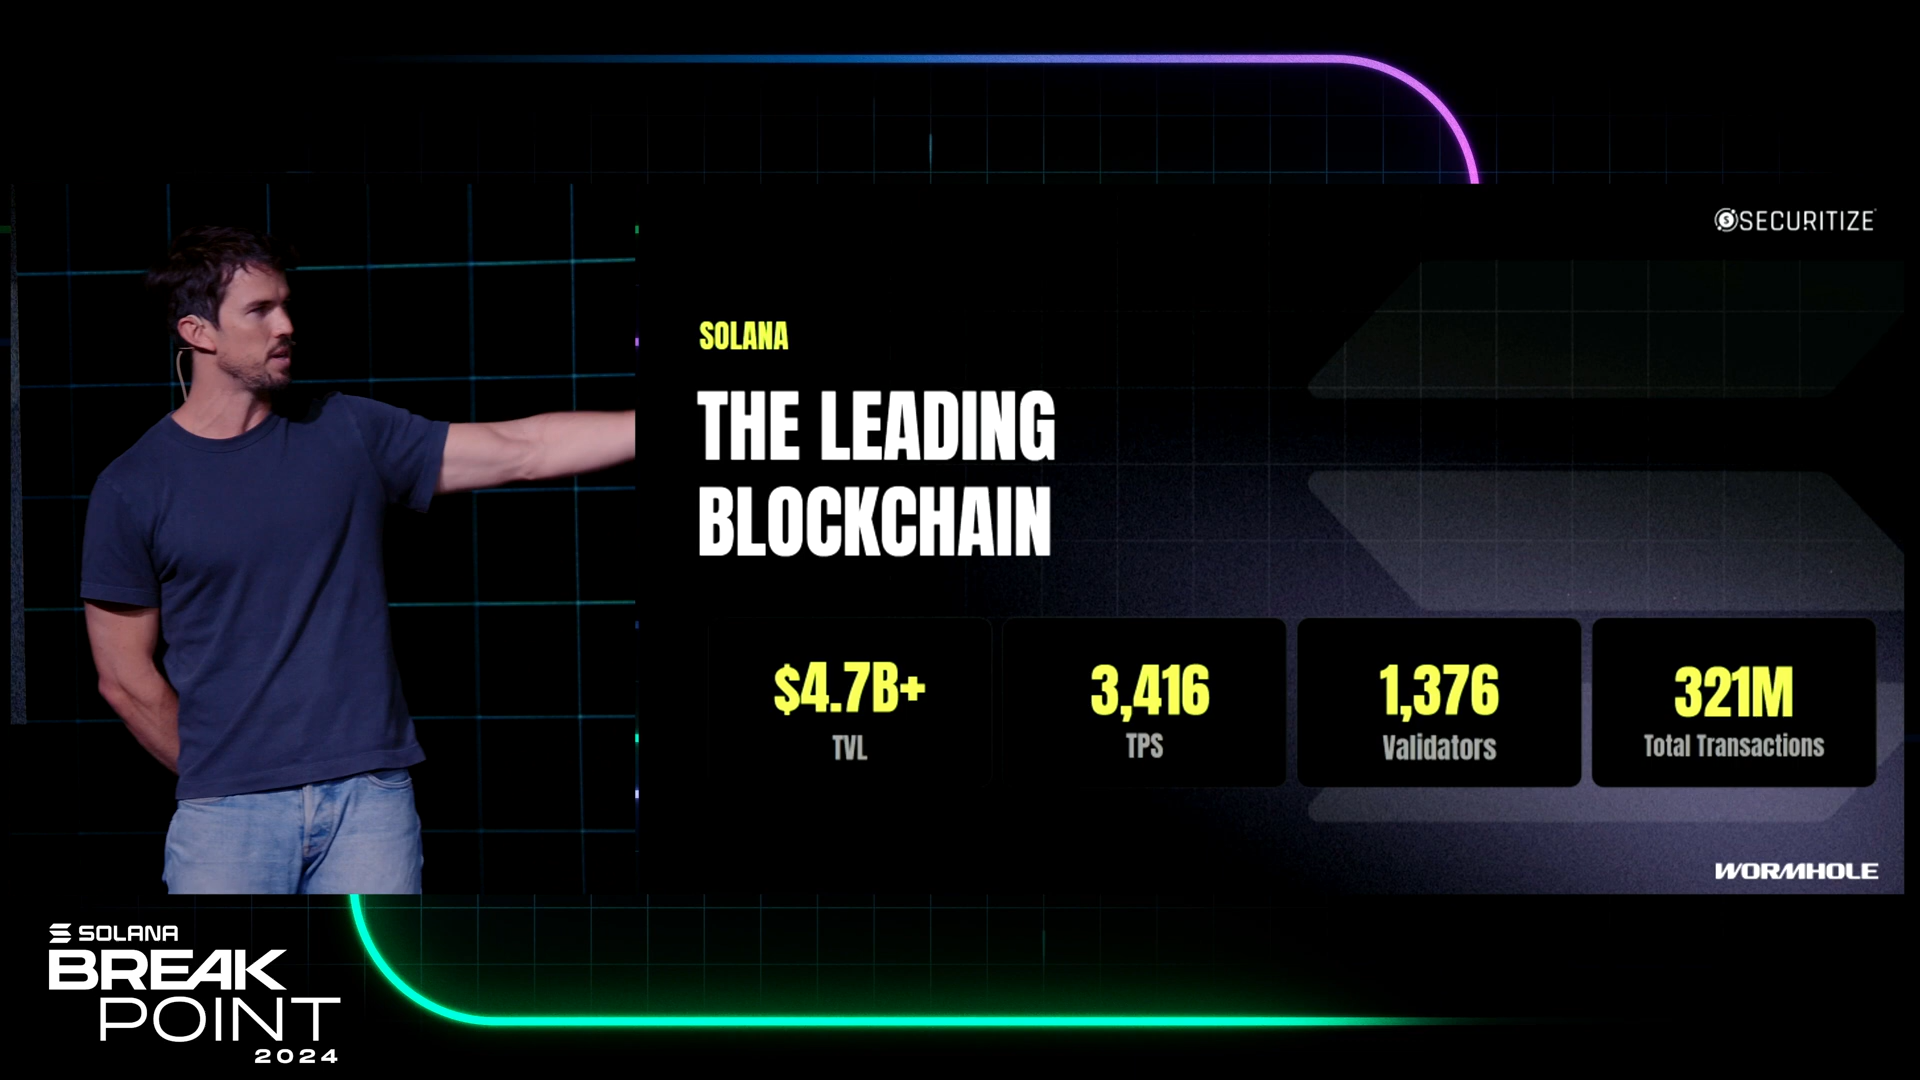 SECURITIZE
SOLANA
THE LEADING
BLOCKCHAIN
$4.7B+
TVL
3,416
TPS
1,376
Validators
321M
Total Transactions
WORMHOLE
SOLANA
BREAK
POINT
2024